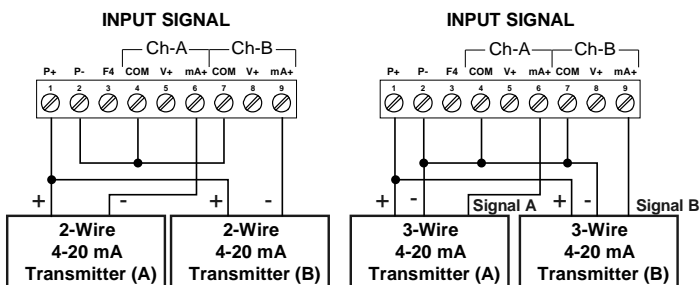 INPUT SIGNAL
Ch-A Ch-B
P+ P- F4 COM V+ mA+ COM V+ mA+
1 2 3 4 5 6 7 8 9
+ - + -
2-Wire
4-20 mA
Transmitter (A)
2-Wire
4-20 mA
Transmitter (B)
INPUT SIGNAL
Ch-A Ch-B
P+ P- F4 COM V+ mA+ COM V+ mA+
1 2 3 4 5 6 7 8 9
+ - Signal A + - Signal B
3-Wire
4-20 mA
Transmitter (A)
3-Wire
4-20 mA
Transmitter (B)